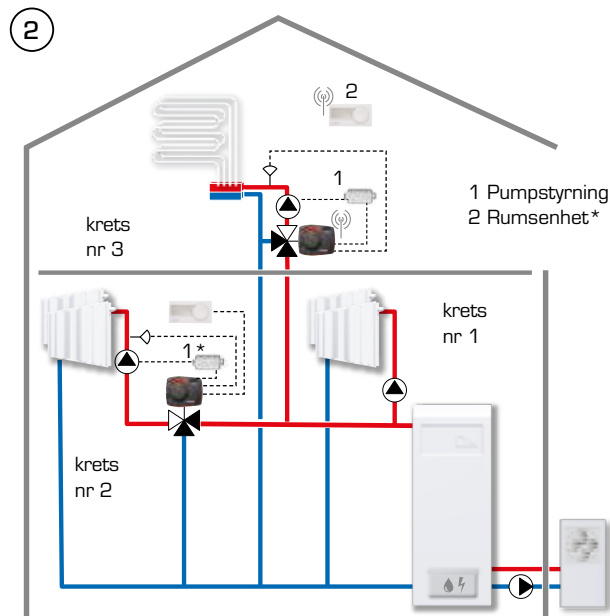 2
2
1
1 Pumpstyrning
2 Rumsenhet*
krets
nr 3
krets
nr 1
1*
krets
nr 2